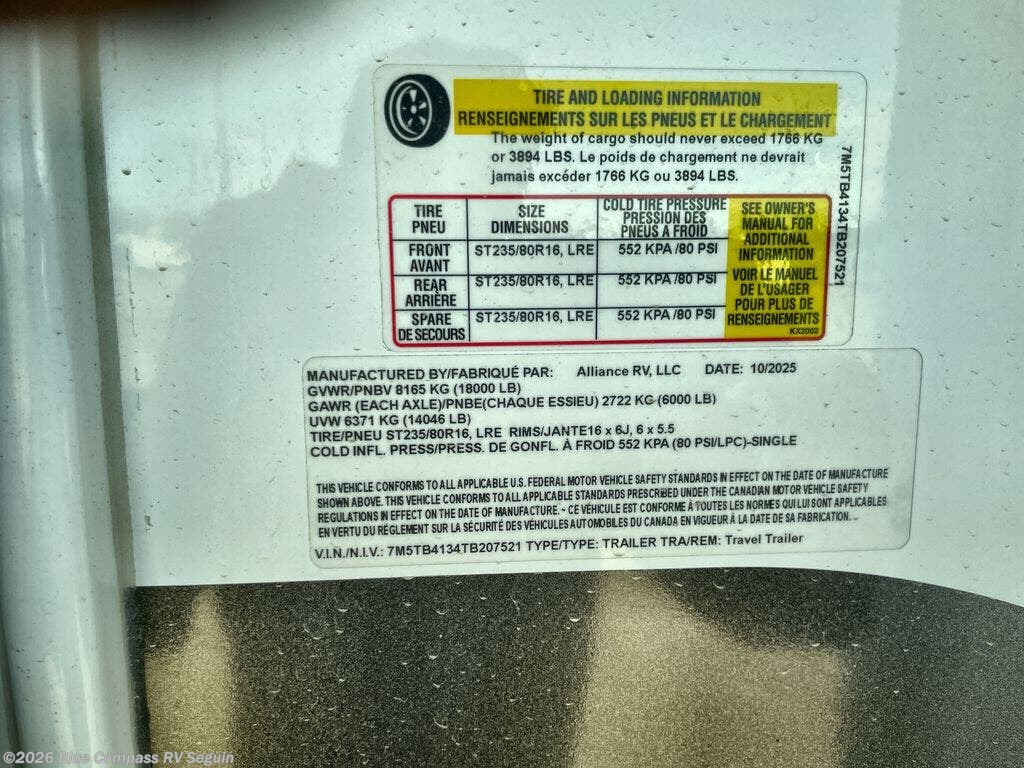 TIRE AND LOADING INFORMATION
RENSEIGNEMENTS SUR LES PNEUS ET LE CHARGEMENT
The weight of cargo should never exceed 1766 KG
or 3894 LBS. Le poids de chargement ne devrait
jamais excéder 1766 KG ou 3894 LBS.
TIRE PNEU SIZE DIMENSIONS COLD TIRE PRESSURE PRESSION DES PNEUS A FROID
FRONT AVANT ST235/80R16, LRE 552 KPA /80 PSI
REAR ARRIÈRE ST235/80R16, LRE 552 KPA /80 PSI
SPARE DE SECOURS ST235/80R16, LRE 552 KPA /80 PSI
SEE OWNER'S
MANUAL FOR
ADDITIONAL
INFORMATION
VOIR LE MANUEL
DE L'USAGER
POUR PLUS DE
RENSEIGNEMENTS
KX2002
7M5TB4134TB207521
MANUFACTURED BY/FABRIQUÉ PAR: Alliance RV, LLC DATE: 10/2025
GVWR/PNBV 8165 KG (18000 LB)
GAWR (EACH AXLE)/PNBE(CHAQUE ESSIEU) 2722 KG (6000 LB)
UVW 6371 KG (14046 LB)
TIRE/PNEU ST235/80R16, LRE RIMS/JANTE16 x 6J, 6 x 5.5
COLD INFL. PRESS/PRESS. DE GONFL. À FROID 552 KPA (80 PSI/LPC)-SINGLE
THIS VEHICLE CONFORMS TO ALL APPLICABLE U.S. FEDERAL MOTOR VEHICLE SAFETY STANDARDS IN EFFECT ON THE DATE OF MANUFACTURE
SHOWN ABOVE. THIS VEHICLE CONFORMS TO ALL APPLICABLE STANDARDS PRESCRIBED UNDER THE CANADIAN MOTOR VEHICLE SAFETY
REGULATIONS IN EFFECT ON THE DATE OF MANUFACTURE. ~ CE VÉHICULE EST CONFORME À TOUTES LES NORMES QUI LUI SONT APPLICABLES
EN VERTU DU RÉGLEMENT SUR LA SÉCURITÉ DES VÉHICULES AUTOMOBILES DU CANADA EN VIGUEUR À LA DATE DE SA FABRICATION.
V.I.N./N.I.V.: 7M5TB4134TB207521 TYPE/TYPE: TRAILER TRA/REM: Travel Trailer
©2026 Blue Compass RV Seguin